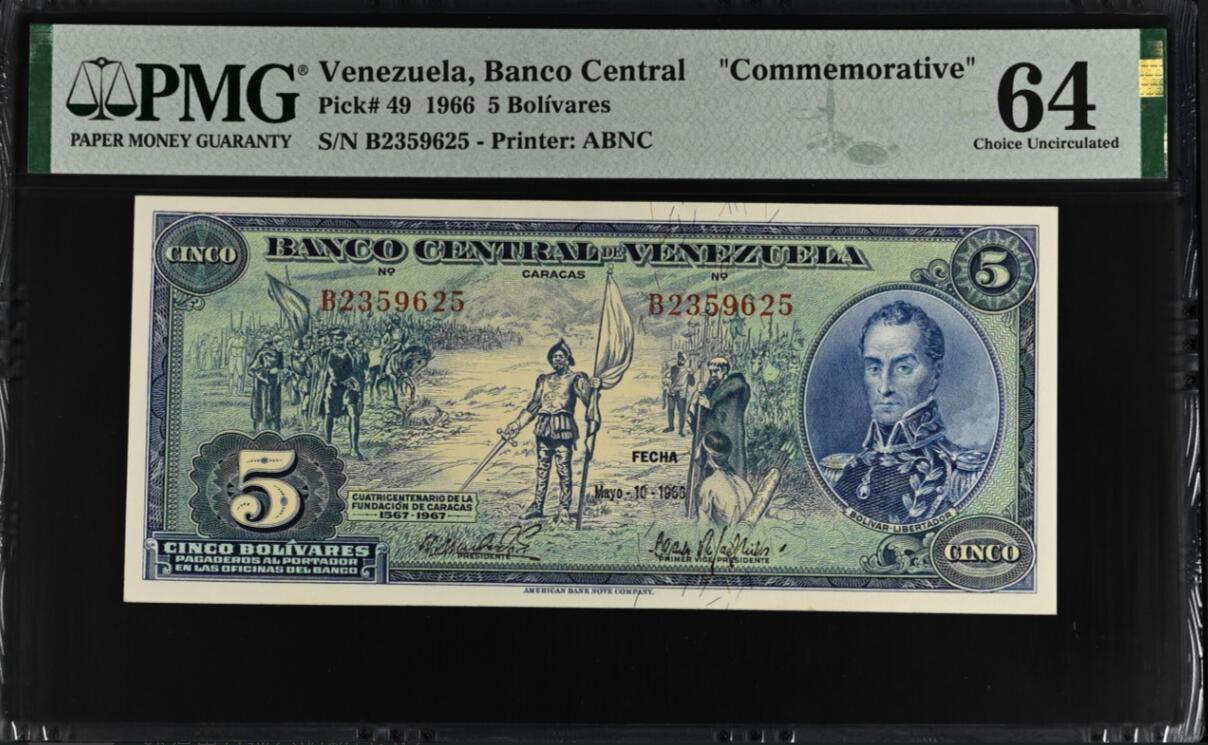 PMG® Venezuela, Banco Central "Commemorative" 64
Pick# 49 1966 5 Bolívares
PAPER MONEY GUARANTY S/N B2359625 - Printer: ABNC Choice Uncirculated
CINCO BANCO CENTRAL DE VENEZUELA 5
Nº CARACAS Nº
B2359625 B2359625
FECHA
Mayo - 10 - 1966
5
CUATRICENTENARIO DE LA
FUNDACIÓN DE CARACAS
1567-1967
BOLIVAR-LIBERTADOR
CINCO BOLÍVARES
PAGADEROS AL PORTADOR
EN LAS OFICINAS DEL BANCO
PRESIDENTE
PRIMER VICE PRESIDENTE
CINCO
AMERICAN BANK NOTE COMPANY.